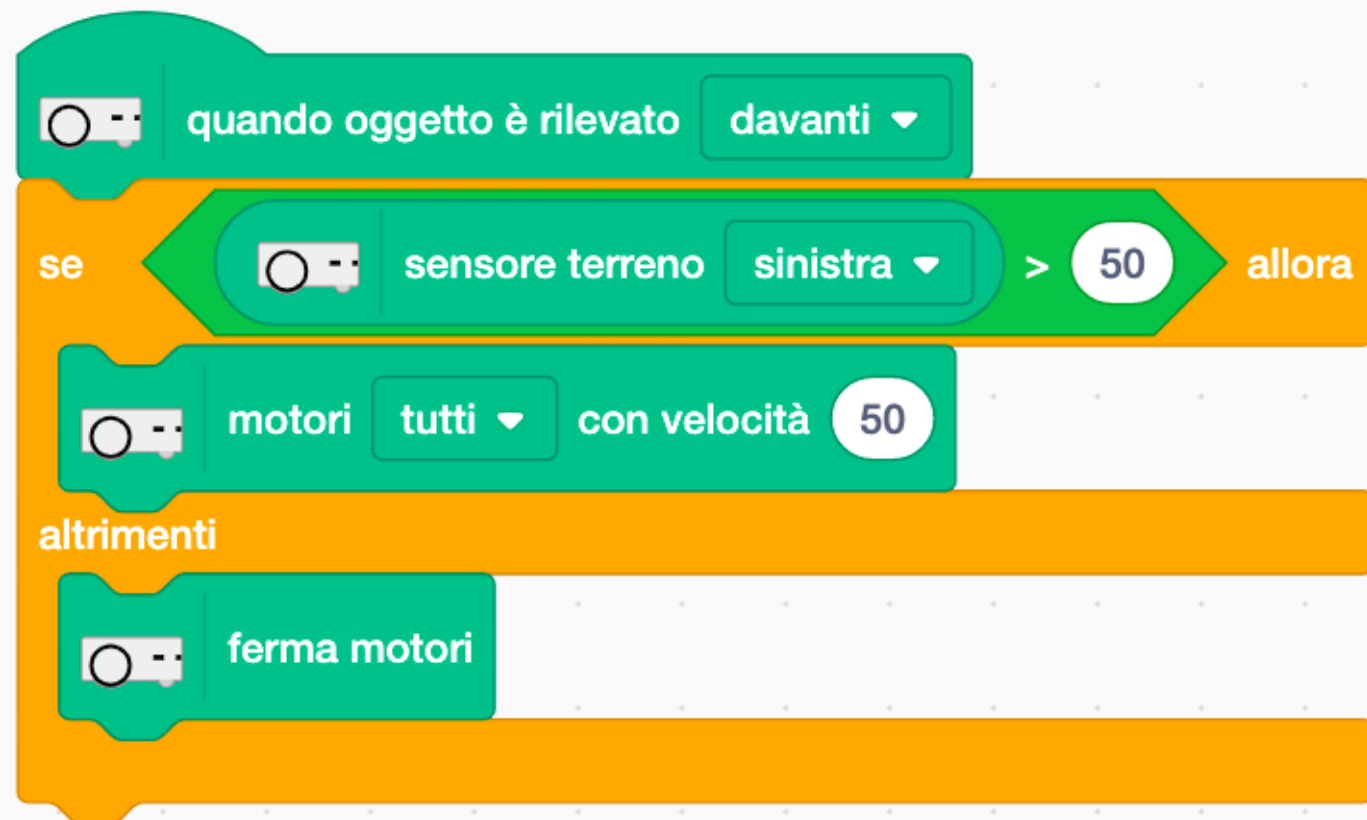 quando oggetto è rilevato davanti
se sensore terreno sinistra > 50 allora
motori tutti con velocità 50
altrimenti
ferma motori